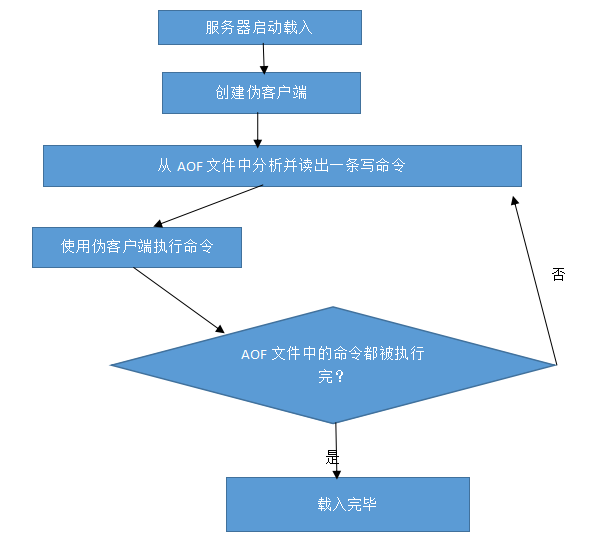 服务器启动载入
创建伪客户端
从 AOF 文件中分析并读出一条写命令
使用伪客户端执行命令
否
AOF 文件中的命令都被执行
完？
是
载入完毕